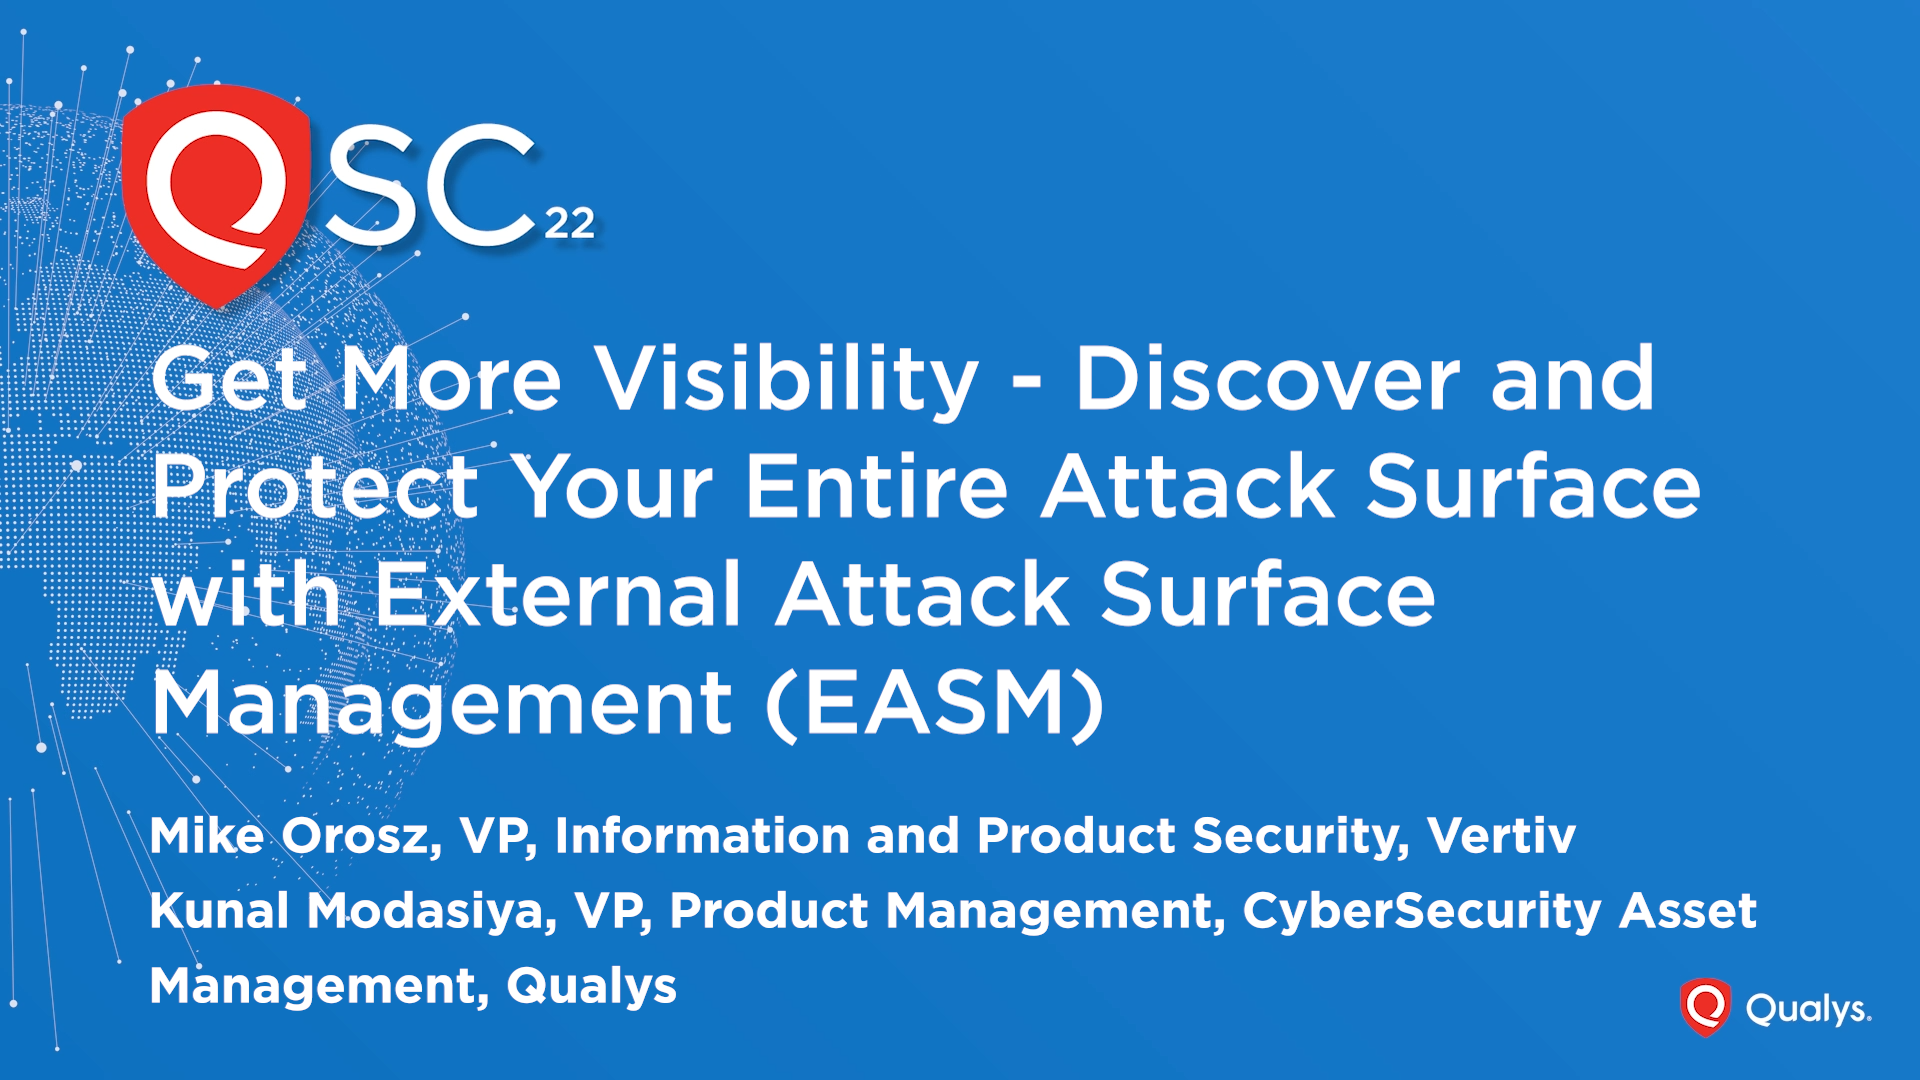 QSC22
Get More Visibility - Discover and
Protect Your Entire Attack Surface
with External Attack Surface
Management (EASM)
Mike Orosz, VP, Information and Product Security, Vertiv
Kunal Modasiya, VP, Product Management, CyberSecurity Asset
Management, Qualys
Qualys.